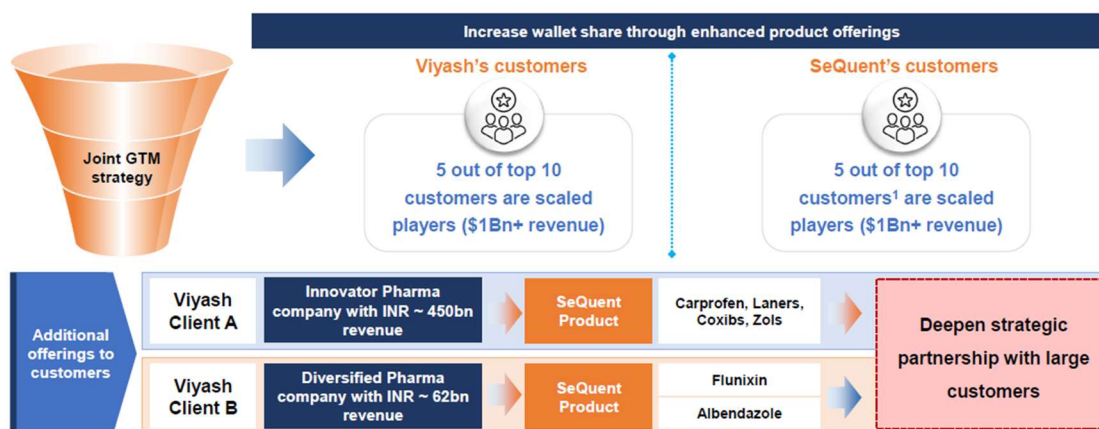 Increase wallet share through enhanced product offerings
Joint GTM
strategy
Viyash's customers
5 out of top 10
customers are scaled
players ($1Bn+ revenue)
SeQuent's customers
5 out of top 10
customers¹ are scaled
players ($1Bn+ revenue)
Additional
offerings to
customers
Viyash
Client A
Innovator Pharma
company with INR ~ 450bn
revenue
SeQuent
Product
Carprofen, Laners,
Coxibs, Zols
Viyash
Client B
Diversified Pharma
company with INR ~ 62bn
revenue
SeQuent
Product
Flunixin
Albendazole
Deepen strategic
partnership with large
customers